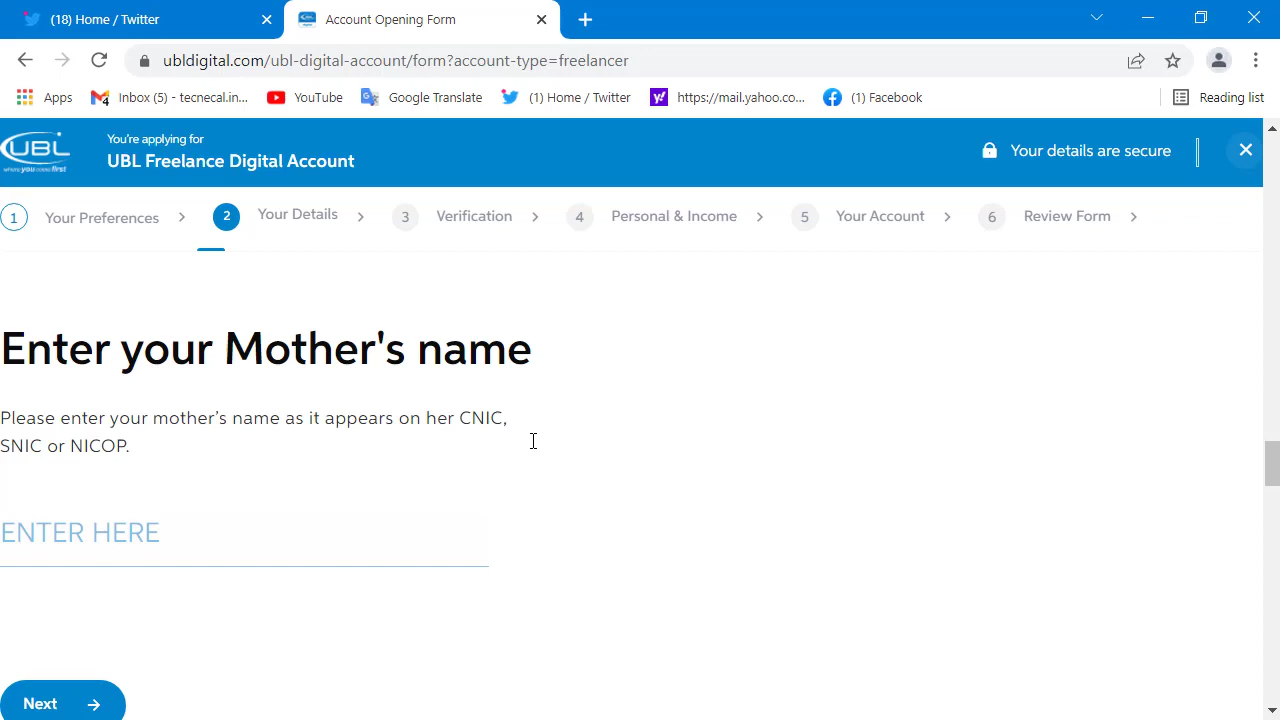 (18) Home / Twitter
Account Opening Form
ubldigital.com/ubl-digital-account/form?account-type=freelancer
Apps
Inbox (5) - tecnecal.in...
YouTube
Google Translate
(1) Home / Twitter
https://mail.yahoo.co...
(1) Facebook
Reading list
UBL
where you come first
You're applying for
UBL Freelance Digital Account
Your details are secure
1 Your Preferences
2 Your Details
3 Verification
4 Personal & Income
5 Your Account
6 Review Form
Enter your Mother's name
Please enter your mother's name as it appears on her CNIC,
SNIC or NICOP.
ENTER HERE
Next